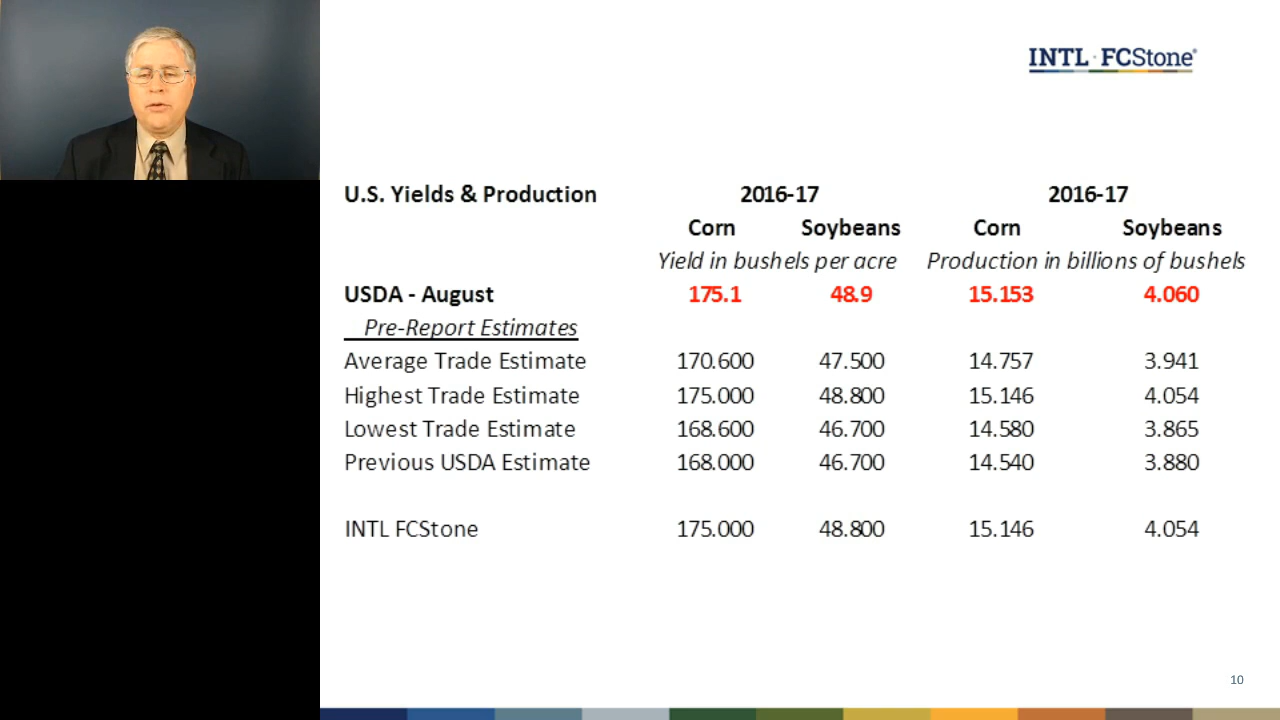 INTL FCStone®
U.S. Yields & Production 2016-17 2016-17
Corn Soybeans Corn Soybeans
Yield in bushels per acre Production in billions of bushels
USDA - August 175.1 48.9 15.153 4.060
Pre-Report Estimates
Average Trade Estimate 170.600 47.500 14.757 3.941
Highest Trade Estimate 175.000 48.800 15.146 4.054
Lowest Trade Estimate 168.600 46.700 14.580 3.865
Previous USDA Estimate 168.000 46.700 14.540 3.880
INTL FCStone 175.000 48.800 15.146 4.054
10